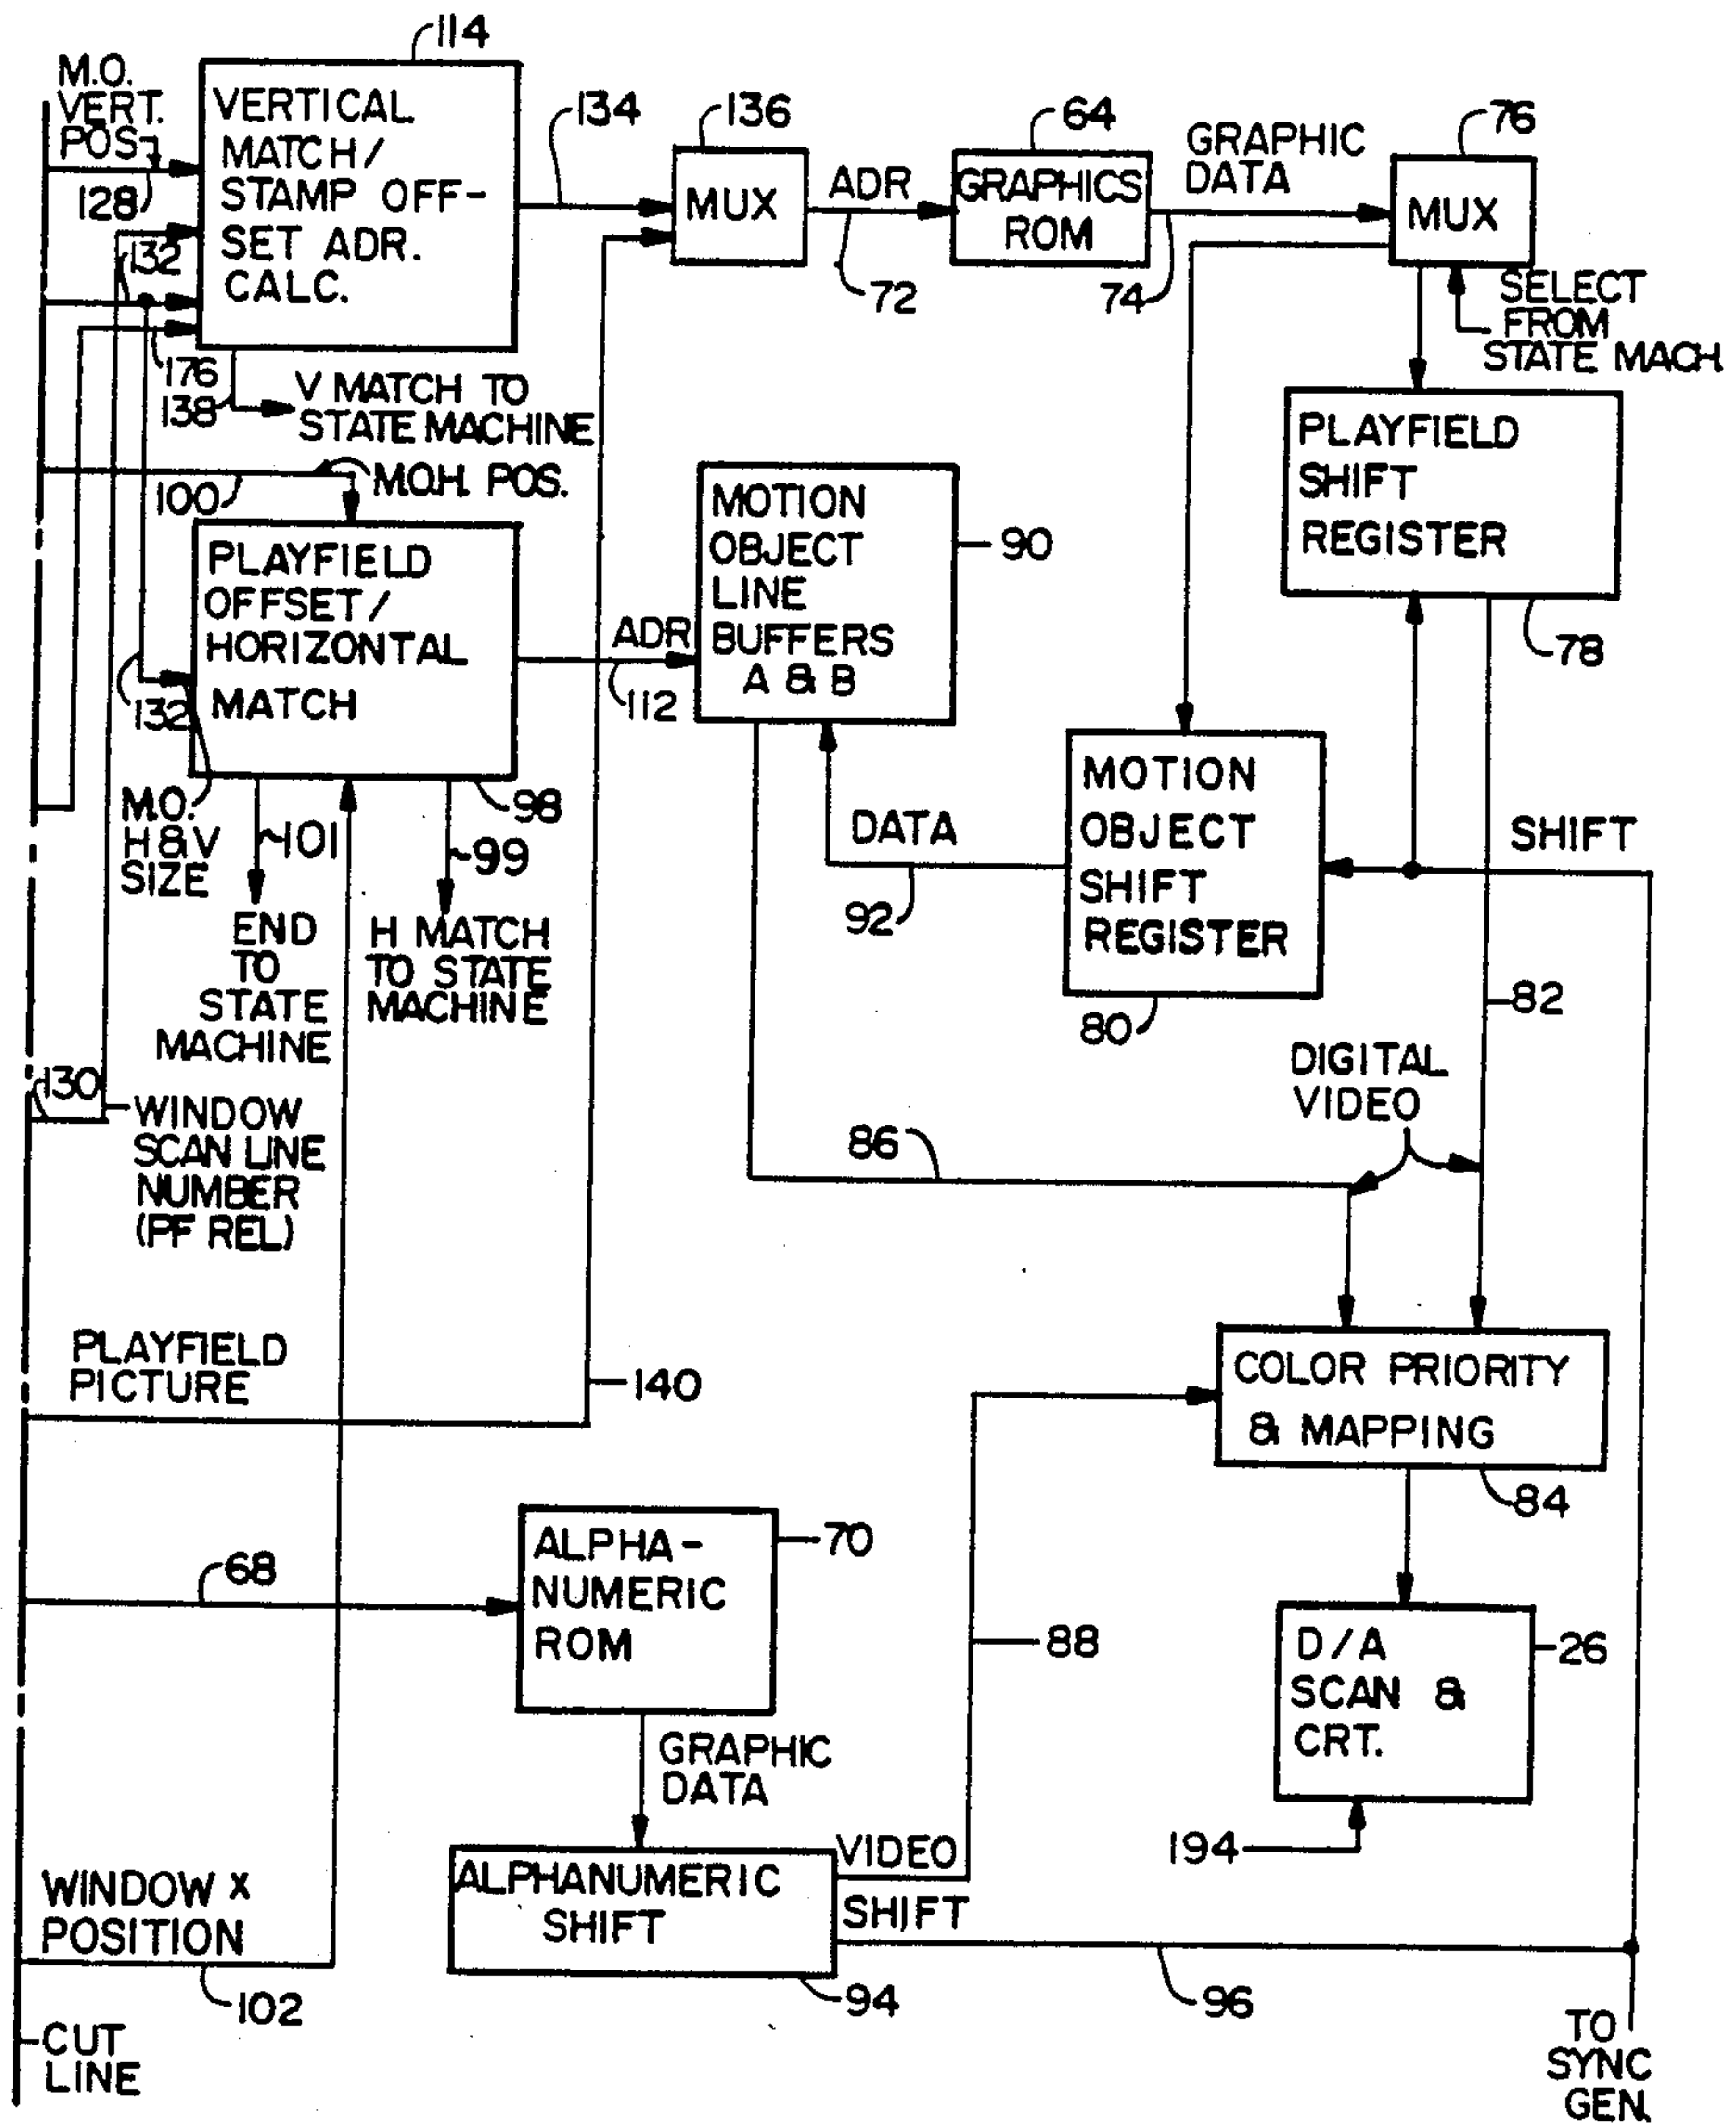 114
M.O.
VERT.
POS
128
VERTICAL
MATCH/
STAMP OFF-
SET ADR.
CALC.
132
176
138
V MATCH TO
STATE MACHINE
134
136
MUX
ADR
72
64
GRAPHICS
ROM
GRAPHIC
DATA
74
76
MUX
SELECT
FROM
STATE MACH.
PLAYFIELD
SHIFT
REGISTER
78
100
M.O.H. POS.
PLAYFIELD
OFFSET/
HORIZONTAL
MATCH
132
98
ADR
112
MOTION
OBJECT
LINE
BUFFERS
A & B
90
M.O.
H & V
SIZE
101
99
END
TO
STATE
MACHINE
H MATCH
TO STATE
MACHINE
DATA
92
MOTION
OBJECT
SHIFT
REGISTER
80
SHIFT
82
130
WINDOW
SCAN LINE
NUMBER
(PF REL)
DIGITAL
VIDEO
86
PLAYFIELD
PICTURE
140
COLOR PRIORITY
& MAPPING
84
68
ALPHA-
NUMERIC
ROM
70
88
D/A
SCAN &
CRT.
26
194
GRAPHIC
DATA
ALPHANUMERIC
SHIFT
VIDEO
SHIFT
94
96
WINDOW X
POSITION
102
CUT
LINE
TO
SYNC
GEN.